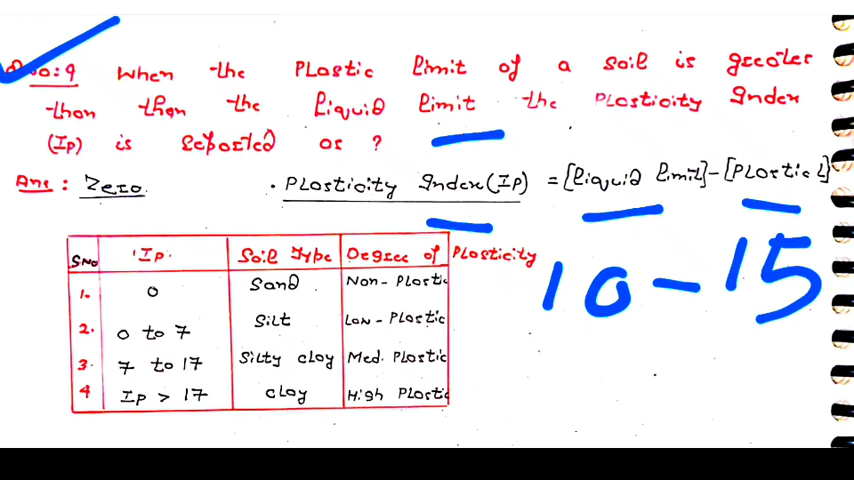 No: 9 When the Plastic limit of a soil is greater
than then the liquid limit the Plasticity Index
(Ip) is reported as ?
Ans : Zero. . Plasticity Index (Ip) = [liquid limit] - [Plastic L]
10 - 15
SNo Ip. Soil Type Degree of Plasticity
1. 0 Sand Non - Plastic
2. 0 to 7 Silt Low - Plastic
3. 7 to 17 Silty clay Med. Plastic
4 Ip > 17 clay High Plastic